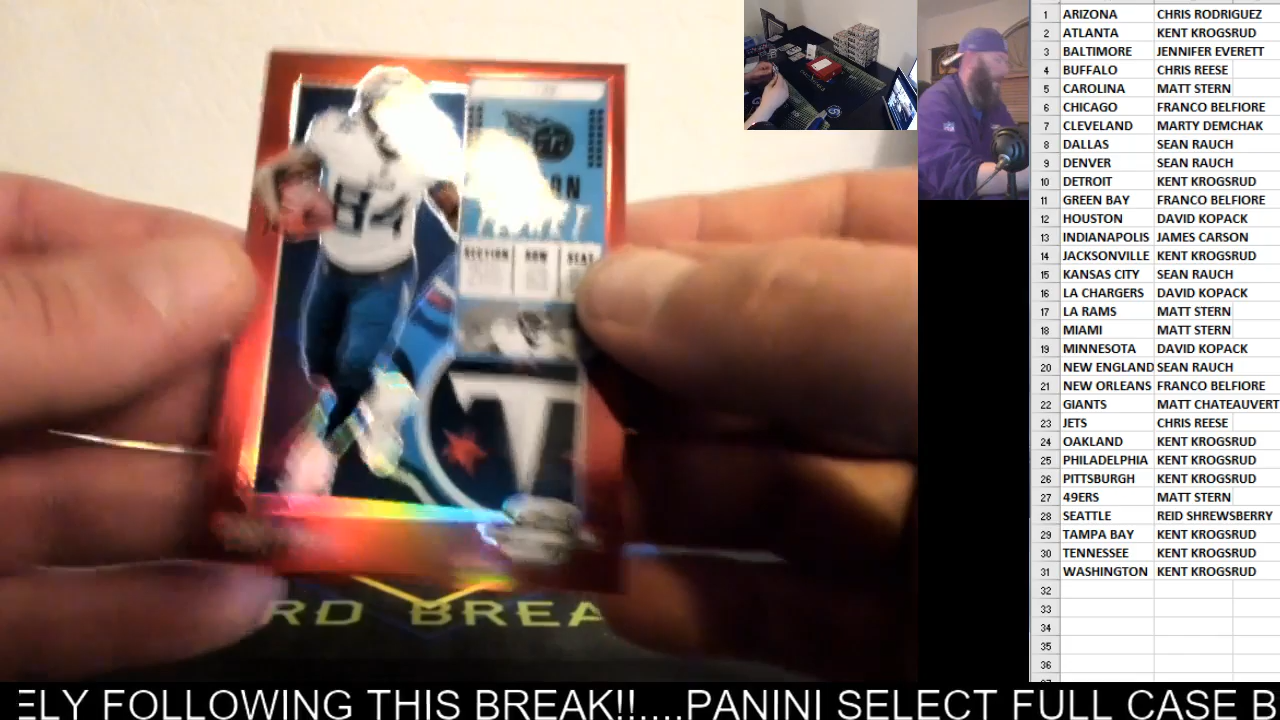 84
ON
SECTION ROW SEAT
T
RD BREA
1 ARIZONA CHRIS RODRIGUEZ
2 ATLANTA KENT KROGSRUD
3 BALTIMORE JENNIFER EVERETT
4 BUFFALO CHRIS REESE
5 CAROLINA MATT STERN
6 CHICAGO FRANCO BELFIORE
7 CLEVELAND MARTY DEMCHAK
8 DALLAS SEAN RAUCH
9 DENVER SEAN RAUCH
10 DETROIT KENT KROGSRUD
11 GREEN BAY FRANCO BELFIORE
12 HOUSTON DAVID KOPACK
13 INDIANAPOLIS JAMES CARSON
14 JACKSONVILLE KENT KROGSRUD
15 KANSAS CITY SEAN RAUCH
16 LA CHARGERS DAVID KOPACK
17 LA RAMS MATT STERN
18 MIAMI MATT STERN
19 MINNESOTA DAVID KOPACK
20 NEW ENGLAND SEAN RAUCH
21 NEW ORLEANS FRANCO BELFIORE
22 GIANTS MATT CHATEAUVERT
23 JETS CHRIS REESE
24 OAKLAND KENT KROGSRUD
25 PHILADELPHIA KENT KROGSRUD
26 PITTSBURGH KENT KROGSRUD
27 49ERS MATT STERN
28 SEATTLE REID SHREWSBERRY
29 TAMPA BAY KENT KROGSRUD
30 TENNESSEE KENT KROGSRUD
31 WASHINGTON KENT KROGSRUD
32
33
34
35
36
ELY FOLLOWING THIS BREAK!!....PANINI SELECT FULL CASE B